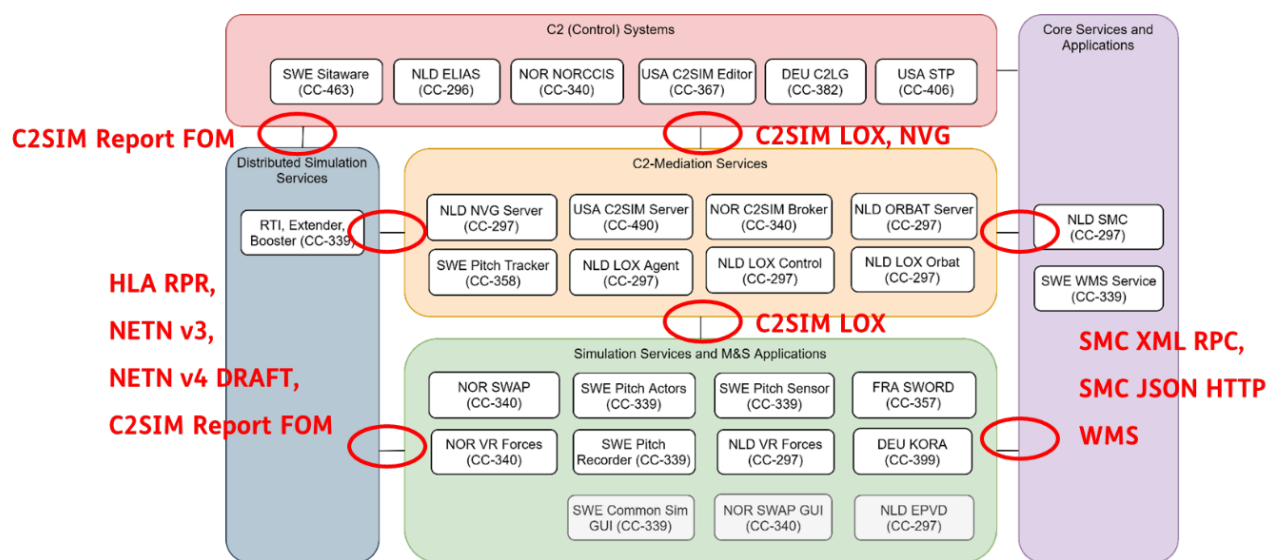 C2 (Control) Systems
SWE Sitaware
(CC-463)
NLD ELIAS
(CC-296)
NOR NORCCIS
(CC-340)
USA C2SIM Editor
(CC-367)
DEU C2LG
(CC-382)
USA STP
(CC-406)
Core Services and
Applications
C2SIM Report FOM
C2SIM LOX, NVG
Distributed Simulation
Services
RTI, Extender,
Booster (CC-339)
C2-Mediation Services
NLD NVG Server
(CC-297)
USA C2SIM Server
(CC-490)
NOR C2SIM Broker
(CC-340)
NLD ORBAT Server
(CC-297)
SWE Pitch Tracker
(CC-358)
NLD LOX Agent
(CC-297)
NLD LOX Control
(CC-297)
NLD LOX Orbat
(CC-297)
NLD SMC
(CC-297)
SWE WMS Service
(CC-339)
HLA RPR,
NETN v3,
NETN v4 DRAFT,
C2SIM Report FOM
C2SIM LOX
SMC XML RPC,
SMC JSON HTTP
WMS
Simulation Services and M&S Applications
NOR SWAP
(CC-340)
SWE Pitch Actors
(CC-339)
SWE Pitch Sensor
(CC-339)
FRA SWORD
(CC-357)
NOR VR Forces
(CC-340)
SWE Pitch
Recorder (CC-339)
NLD VR Forces
(CC-297)
DEU KORA
(CC-399)
SWE Common Sim
GUI (CC-339)
NOR SWAP GUI
(CC-340)
NLD EPVD
(CC-297)